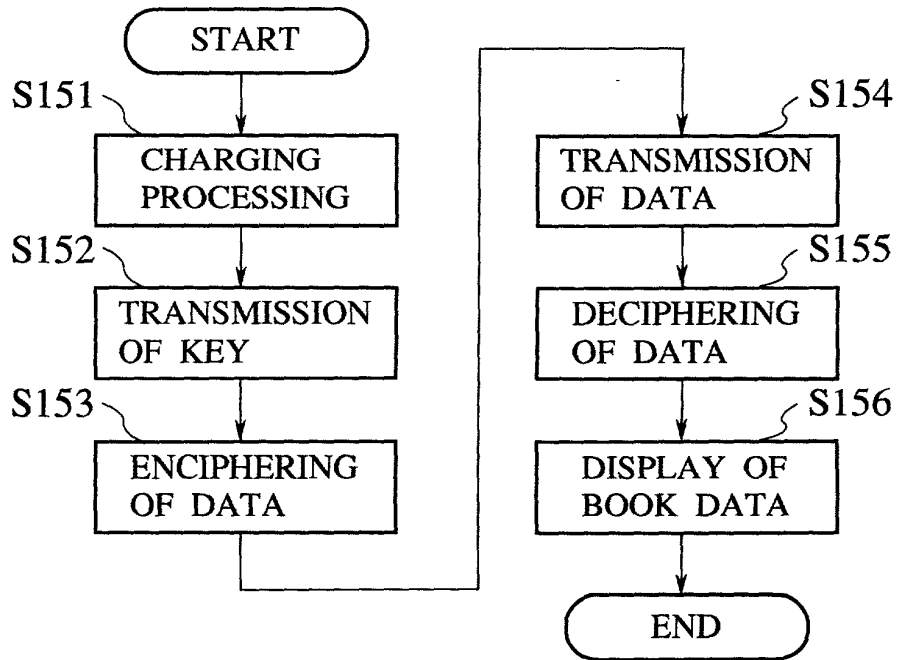 START
S151
CHARGING
PROCESSING
S152
TRANSMISSION
OF KEY
S153
ENCIPHERING
OF DATA
S154
TRANSMISSION
OF DATA
S155
DECIPHERING
OF DATA
S156
DISPLAY OF
BOOK DATA
END